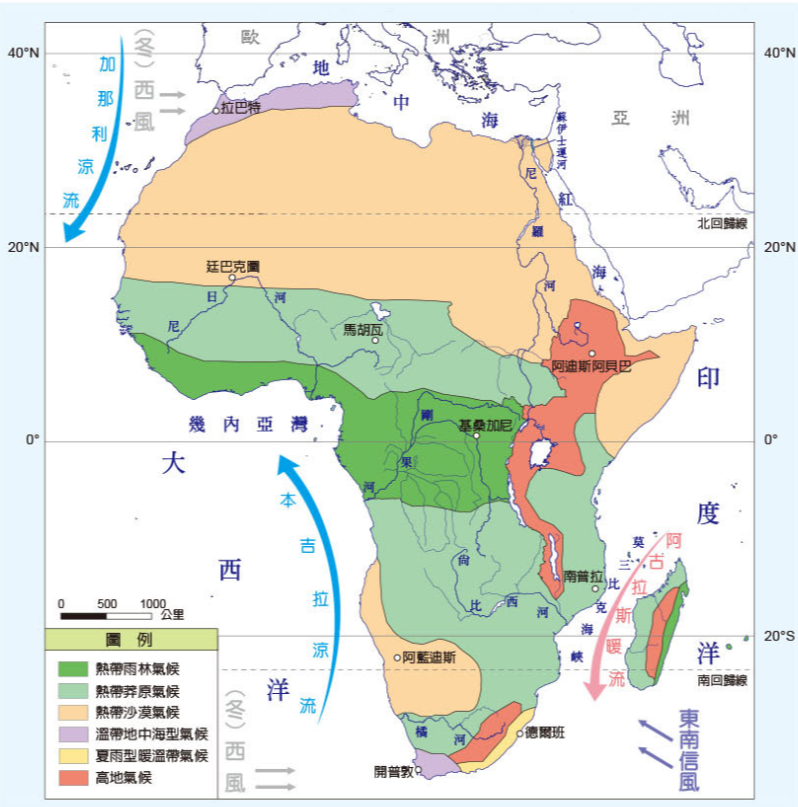 40°N
40°N
20°N
20°N
0°
0°
20°S
歐洲
亞洲
地中海
(冬)西風
加那利涼流
拉巴特
蘇伊士運河
尼羅河
紅海
北回歸線
廷巴克圖
尼日河
馬胡瓦
阿迪斯阿貝巴
印度洋
幾內亞灣
剛果河
基桑加尼
大西洋
本吉拉涼流
尚比西河
南普拉
莫三比克海峽
阿古拉斯暖流
阿藍迪斯
南回歸線
橘河
德爾班
開普敦
(冬)西風
東南信風
0 500 1000
公里
圖例
熱帶雨林氣候
熱帶莽原氣候
熱帶沙漠氣候
溫帶地中海型氣候
夏雨型暖溫帶氣候
高地氣候